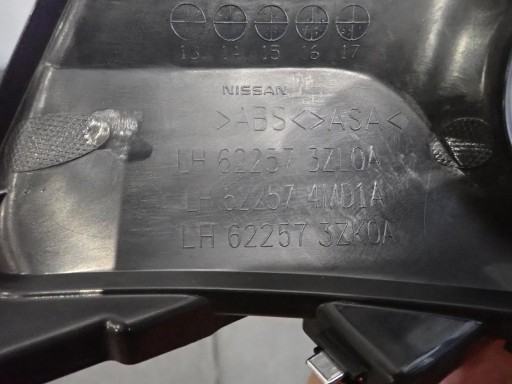 13 14 15 16 17
NISSAN
>ABS<>ASA<
LH 62257 3ZL0A
LH 62257 4MD1A
LH 62257 3ZK0A